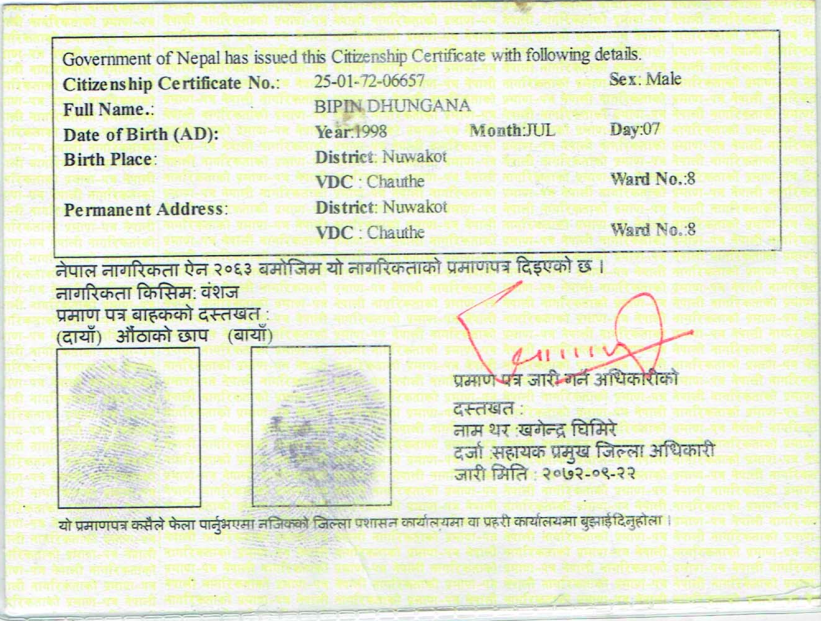 Government of Nepal has issued this Citizenship Certificate with following details.
Citizenship Certificate No.: 25-01-72-06657 Sex: Male
Full Name.: BIPIN DHUNGANA
Date of Birth (AD): Year:1998 Month:JUL Day:07
Birth Place: District: Nuwakot
VDC : Chauthe Ward No.:8
Permanent Address: District: Nuwakot
VDC : Chauthe Ward No.:8
नेपाल नागरिकता ऐन २०६३ बमोजिम यो नागरिकताको प्रमाणपत्र दिइएको छ ।
नागरिकता किसिम: वंशज
प्रमाण पत्र बाहकको दस्तखत :
(दायाँ) औंठाको छाप (बायाँ)
प्रमाण पत्र जारी गर्ने अधिकारीको
दस्तखत :
नाम थर :खगेन्द्र घिमिरे
दर्जा :सहायक प्रमुख जिल्ला अधिकारी
जारी मिति : २०७२-०९-२२
यो प्रमाणपत्र कसैले फेला पार्नुभएमा नजिकको जिल्ला प्रशासन कार्यालयमा वा प्रहरी कार्यालयमा बुझाईदिनुहोला ।